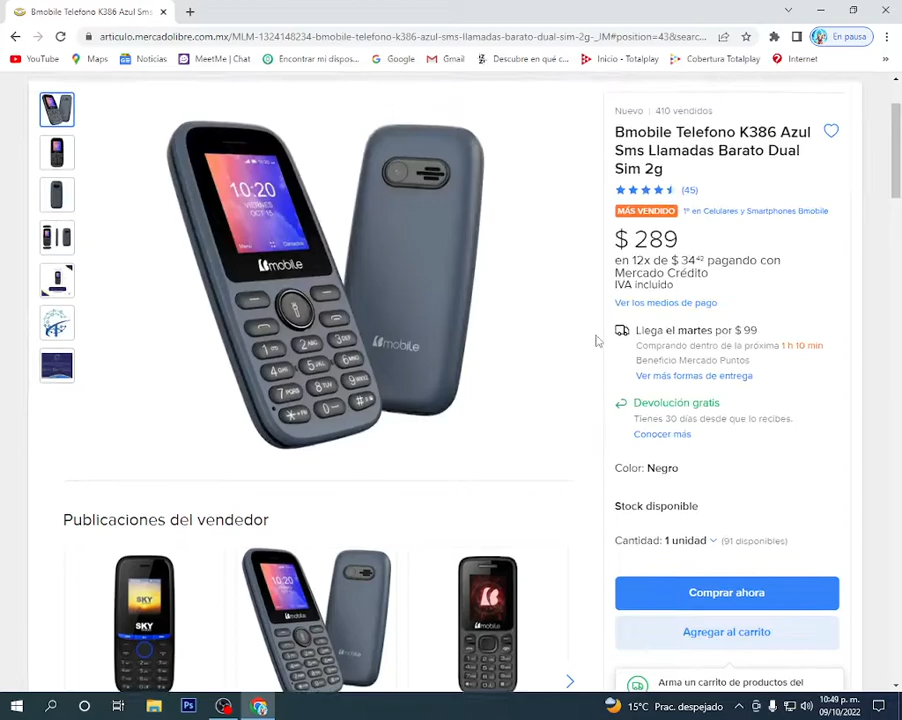 Bmobile Telefono K386 Azul Sms
articulo.mercadolibre.com.mx/MLM-1324148234-bmobile-telefono-k386-azul-sms-llamadas-barato-dual-sim-2g-_JM#position=43&searc...
En pausa
YouTube
Maps
Noticias
MeetMe | Chat
Encontrar mi dispos...
Google
Gmail
Descubre en qué c...
Inicio - Totalplay
Cobertura Totalplay
Internet
»
Nuevo | 410 vendidos
Bmobile Telefono K386 Azul
Sms Llamadas Barato Dual
Sim 2g
(45)
MÁS VENDIDO 1º en Celulares y Smartphones Bmobile
$ 289
en 12x de $ 34⁴² pagando con
Mercado Crédito
IVA incluido
Ver los medios de pago
Llega el martes por $ 99
Comprando dentro de la próxima 1 h 10 min
Beneficio Mercado Puntos
Ver más formas de entrega
Devolución gratis
Tienes 30 días desde que lo recibes.
Conocer más
Color: Negro
Stock disponible
Cantidad: 1 unidad (91 disponibles)
Comprar ahora
Agregar al carrito
Arma un carrito de productos del
10:20
VIERNES
OCT 15
Menú
bmobile
bmobile
Publicaciones del vendedor
SKY
SKY
10:20
bmobile
15°C Prac. despejado
10:49 p. m.
09/10/2022